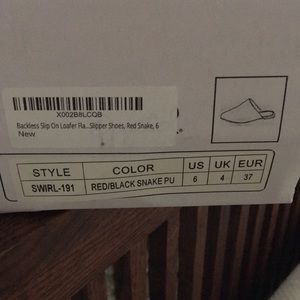 X002B8LCQB
Backless Slip On Loafer Fla...Slipper Shoes, Red Snake, 6
New
STYLE COLOR US UK EUR
SWIRL-191 RED/BLACK SNAKE PU 6 4 37